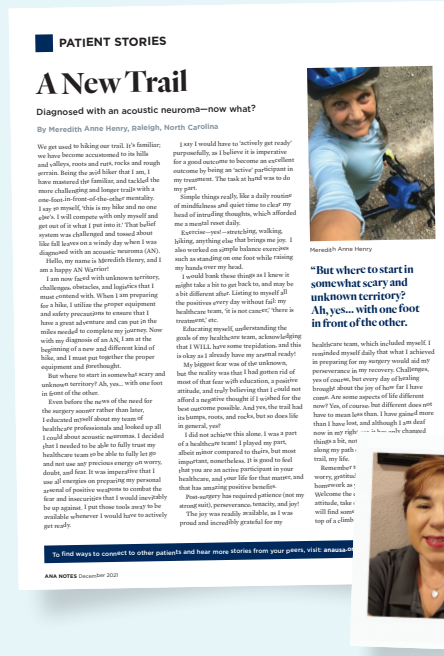 PATIENT STORIES
A New Trail
Diagnosed with an acoustic neuroma—now what?
By Meredith Anne Henry, Raleigh, North Carolina
We get used to hiking our trail. It's familiar;
we have become accustomed to its hills
and valleys, roots and ruts, rocks and rough
terrain. Being the avid hiker that I am, I
have mastered the familiar, and tackled the
more challenging and longer trails with a
one-foot-in-front-of-the-other mentality.
I say to myself, 'this is my hike and no one
else's. I will compete with only myself and
get out of it what I put into it.' That belief
system was challenged and tossed about
like fall leaves on a windy day when I was
diagnosed with an acoustic neuroma (AN).
Hello, my name is Meredith Henry, and I
am a happy AN Warrior!
I am now faced with unknown territory,
challenges, obstacles, and logistics that I
must contend with. When I am preparing
for a hike, I utilize the proper equipment
and safety precautions to ensure that I
have a great adventure and can put in the
miles needed to complete my journey. Now
with my diagnosis of an AN, I am at the
beginning of a new and different kind of
hike, and I must put together the proper
equipment and forethought.
But where to start in somewhat scary and
unknown territory? Ah yes... with one foot
in front of the other.
Even before the news of the need for
the surgery sooner rather than later,
I educated myself about my team of
healthcare professionals and looked up all
I could about acoustic neuromas. I decided
that I needed to be able to fully trust my
healthcare team to be able to fully let go
and not use any precious energy on worry,
doubt, and fear. It was imperative that I
use all energies on preparing my personal
arsenal of positive weapons to combat the
fear and insecurities that I would inevitably
be up against. I put those tools away to be
available whenever I would have to actively
get ready.
I say I would have to 'actively get ready'
purposefully, as I believe it is imperative
for a good outcome to become an excellent
outcome by being an 'active' participant in
my treatment. The task at hand was to do
my part.
Simple things really, like a daily routine
of mindfulness and quiet time to clear my
head of intruding thoughts, which afforded
me a mental reset daily.
Exercise—yes!—stretching, walking,
hiking, anything else that brings me joy. I
also worked on simple balance exercises
such as standing on one foot while raising
my hands over my head.
I would hold these things as I knew it
might take a bit to get back to, and may be
a bit different after. Listing to myself all
the positives every day without fail: my
healthcare team, 'it is not cancer,' 'there is
treatment,' etc.
Educating myself, understanding the
goals of my healthcare team, acknowledging
that I WILL have some trepidation, and this
is okay as I already have my arsenal ready!
My biggest fear was of the unknown,
but the reality was that I had gotten rid of
most of that fear with education, a positive
attitude, and truly believing that I could not
afford a negative thought if I wished for the
best outcome possible. And yes, the trail had
its bumps, roots, and rocks, but so does life
in general, yes?
I did not achieve this alone. I was a part
of my healthcare team! I played my part,
albeit minor compared to theirs, but most
important, nonetheless. It is good to feel
that you are an active participant in your
healthcare, and your life for that matter, and
that has amazing positive benefits.
Post-surgery has required patience (not my
strong suit), perseverance, tenacity, and joy!
The joy was readily available, as I was
proud and incredibly grateful for my
Meredith Anne Henry
"But where to start in
somewhat scary and
unknown territory?
Ah, yes... with one foot
in front of the other.
healthcare team, which included myself. I
reminded myself daily that what I achieved
in preparing for my surgery would aid my
perseverance in my recovery. Challenges,
yes of course, but every day of healing
brought about the joy of how far I have
come. Are some aspects of life different
now? Yes, of course, but different does not
have to mean less than. I have gained more
than I have lost, and although I am deaf
now in my right
things a bit, not
along my path
trail, my life.
Remember
worry, gratitud
homework as
Welcome the
attitude, take
will find some
top of a climb
To find ways to connect to other patients and hear more stories from your peers, visit: anausa.o
ANA NOTES December 2021